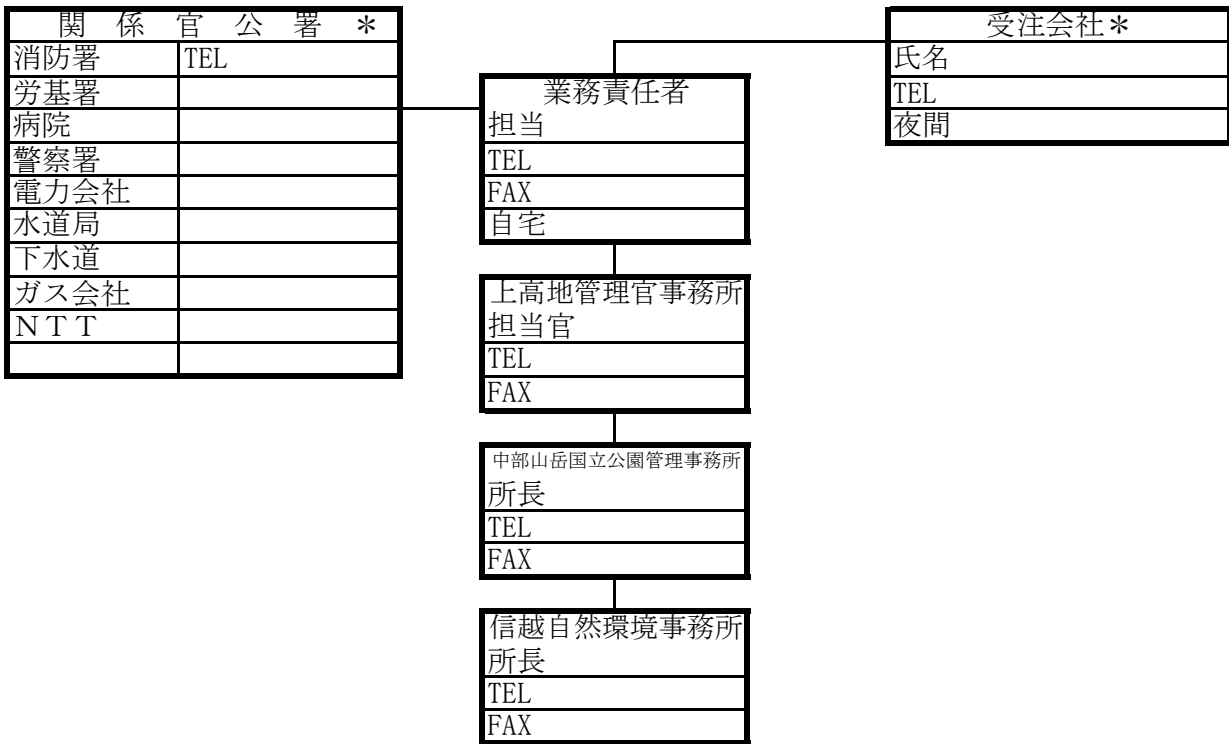 関　係　官　公　署　＊
消防署 TEL
労基署
病院
警察署
電力会社
水道局
下水道
ガス会社
ＮＴＴ
業務責任者
担当
TEL
FAX
自宅
上高地管理官事務所
担当官
TEL
FAX
中部山岳国立公園管理事務所
所長
TEL
FAX
信越自然環境事務所
所長
TEL
FAX
受注会社＊
氏名
TEL
夜間